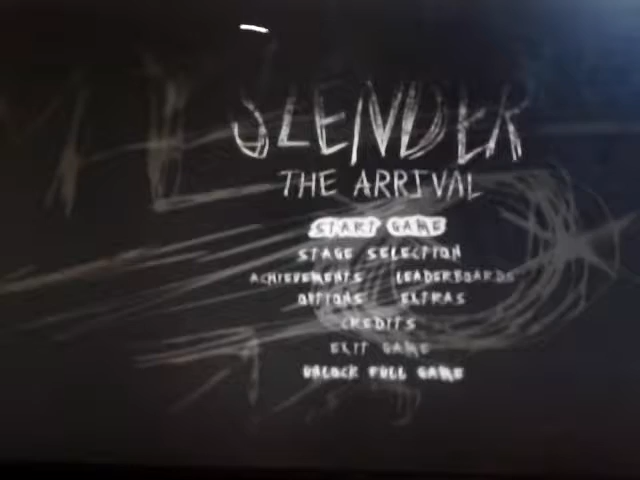 SLENDER
THE ARRIVAL
START GAME
STAGE SELECTION
ACHIEVEMENTS LEADERBOARDS
OPTIONS EXTRAS
CREDITS
EXIT GAME
UNLOCK FULL GAME